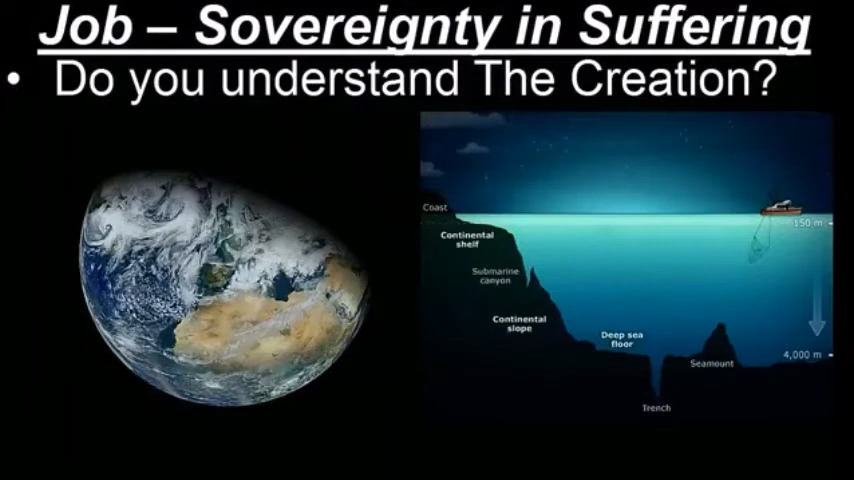 Job – Sovereignty in Suffering
• Do you understand The Creation?
Coast
150 m
Continental
shelf
Submarine
canyon
Continental
slope
Deep sea
floor
4,000 m
Seamount
Trench